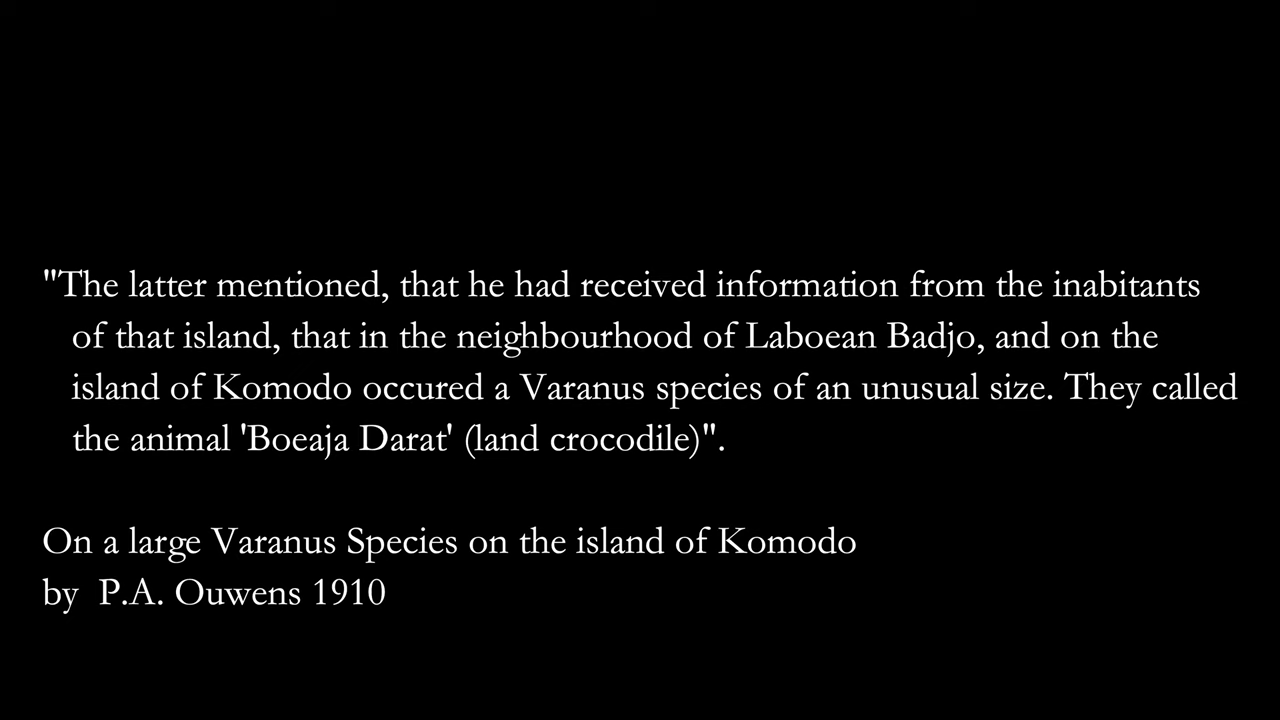 "The latter mentioned, that he had received information from the inabitants
of that island, that in the neighbourhood of Laboean Badjo, and on the
island of Komodo occured a Varanus species of an unusual size. They called
the animal 'Boeaja Darat' (land crocodile)".
On a large Varanus Species on the island of Komodo
by  P.A. Ouwens 1910